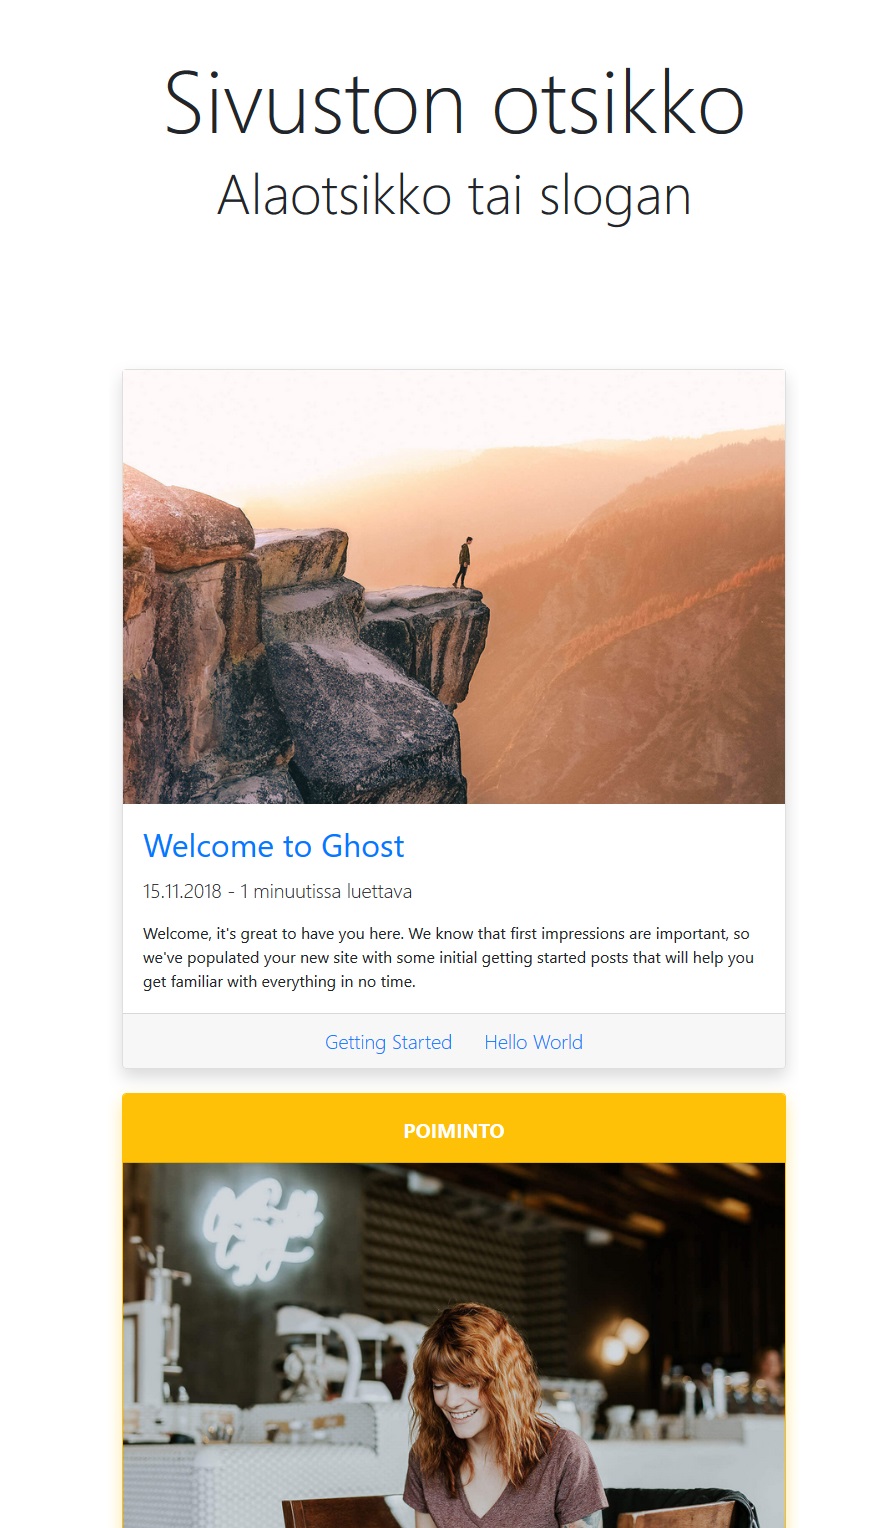 Sivuston otsikko
Alaotsikko tai slogan
Welcome to Ghost
15.11.2018 - 1 minuutissa luettava
Welcome, it's great to have you here. We know that first impressions are important, so
we've populated your new site with some initial getting started posts that will help you
get familiar with everything in no time.
Getting Started Hello World
POIMINTO